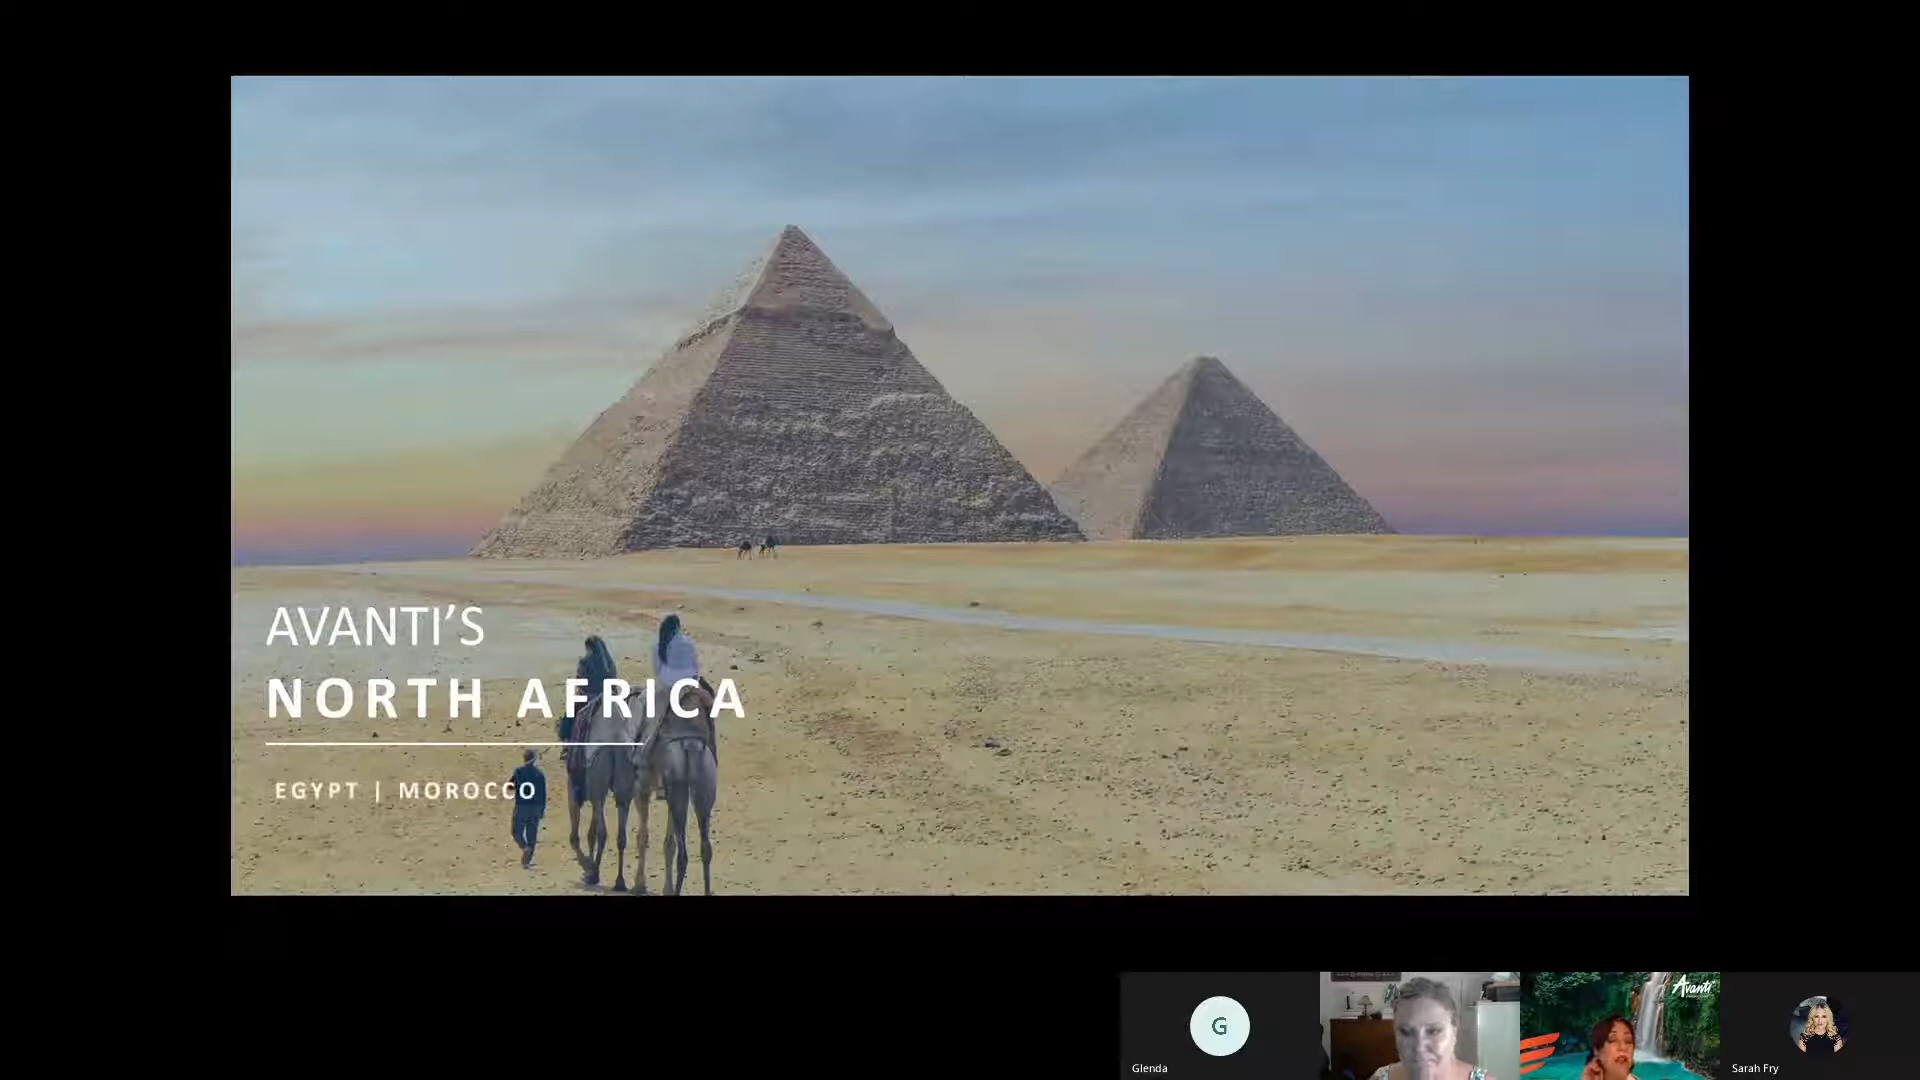 AVANTI’S
NORTH AFRICA
EGYPT | MOROCCO
G
Glenda
Avanti
Sarah Fry